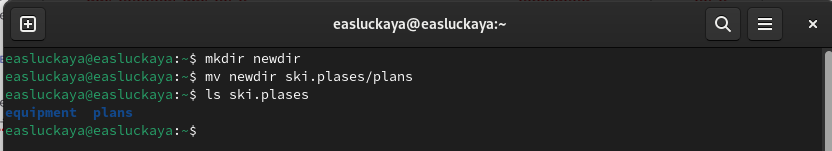 easluckaya@easluckaya:~
easluckaya@easluckaya:~$ mkdir newdir
easluckaya@easluckaya:~$ mv newdir ski.plases/plans
easluckaya@easluckaya:~$ ls ski.plases
equipment  plans
easluckaya@easluckaya:~$